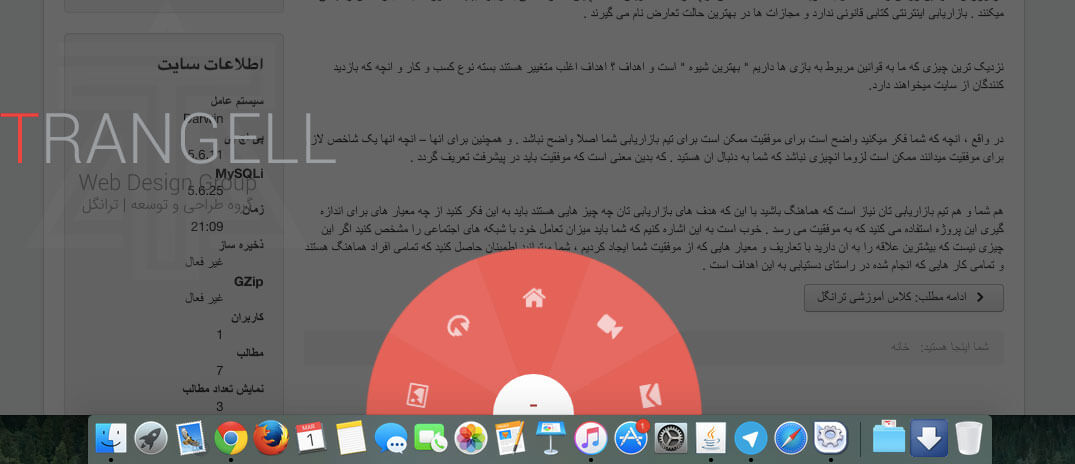 میکنند . بازاریابی اینترنتی کتابی قانونی ندارد و مجازات ها در بهترین حالت تعارض نام می گیرند .
نزدیک ترین چیزی که ما به قوانین مربوط به بازی ها داریم " بهترین شیوه " است و اهداف ؟ اهداف اغلب متغییر هستند بسته نوع کسب و کار و انچه که بازدید
کنندگان از سایت میخواهند دارد.
در واقع ، انچه که شما فکر میکنید واضح است برای موفقیت ممکن است برای تیم بازاریابی شما اصلا واضح نباشد . و همچنین برای انها – انچه انها یک شاخص لازم
برای موفقیت میدانند ممکن است لزوما انچیزی نباشد که شما به دنبال ان هستید . که بدین معنی است که موفقیت باید در پیشرفت تعریف گردد .
هم شما و هم تیم بازاریابی تان نیاز است که هماهنگ باشید با این که هدف های بازاریابی تان چه چیز هایی هستند باید به این فکر کنید از چه معیار های برای اندازه
گیری این پروژه استفاده می کنید که به موفقیت می رسد . خوب است به این اشاره کنیم که شما باید میزان تعامل خود با شبکه های اجتماعی را مشخص کنید اگر این
چیزی نیست که بیشترین علاقه را به ان دارید با تعاریف و معیار هایی که از موفقیت شما ایجاد کردیم ، شما میتوانید اطمینان حاصل کنید که تمامی افراد هماهنگ هستند
و تمامی کار هایی که انجام شده در راستای دستیابی به این اهداف است .
ادامه مطلب: کلاس آموزشی ترانگل
شما اینجا هستید: خانه
اطلاعات سایت
سیستم عامل
Darwin
پی اچ پی
5.6.11
MySQLi
5.6.25
زمان
21:09
ذخیره ساز
غیر فعال
GZip
غیر فعال
کاربران
1
مطالب
7
نمایش تعداد مطالب
3
TRANGELL
Web Design Group
گروه طراحی و توسعه | ترانگل
-
MAR
1
1